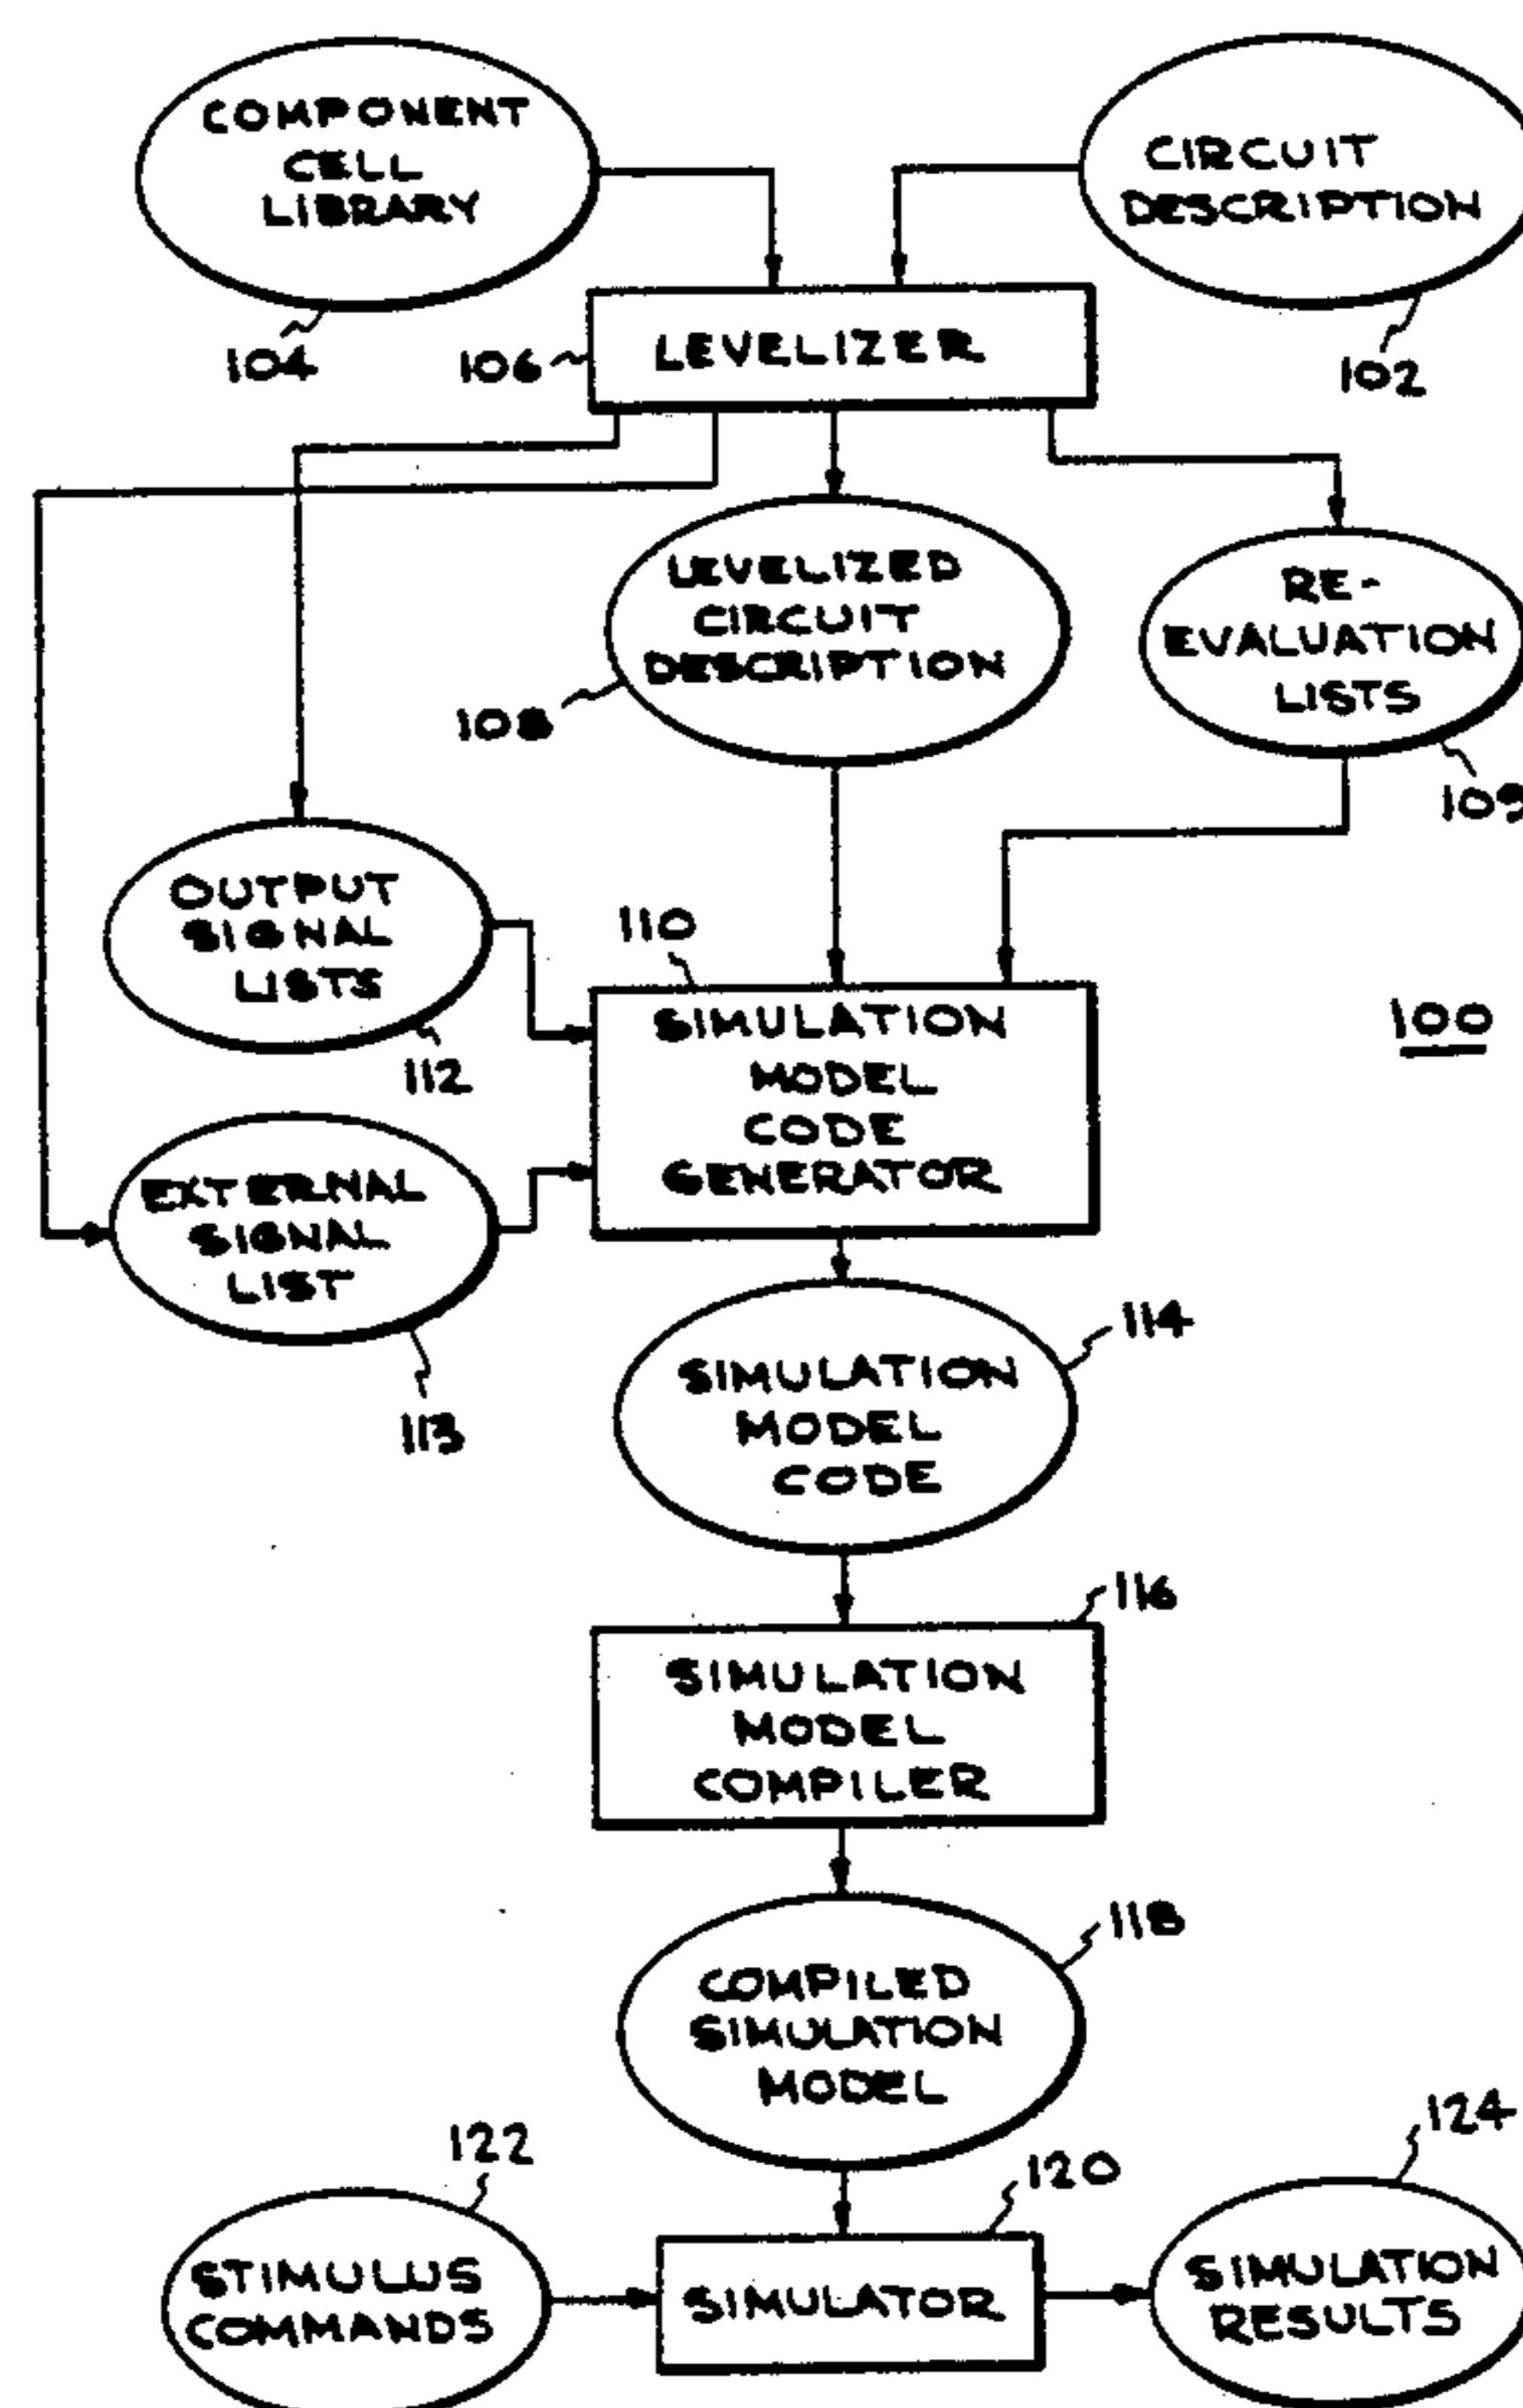 COMPONENT
CELL
LIBRARY
CIRCUIT
DESCRIPTION
104
106
LEVELIZER
102
LEVELIZED
CIRCUIT
DESCRIPTION
108
RE-
EVALUATION
LISTS
109
OUTPUT
SIGNAL
LISTS
112
110
SIMULATION
MODEL
CODE
GENERATOR
100
EXTERNAL
SIGNAL
LIST
113
114
SIMULATION
MODEL
CODE
116
SIMULATION
MODEL
COMPILER
118
COMPILED
SIMULATION
MODEL
122
120
124
STIMULUS
COMMANDS
SIMULATOR
SIMULATION
RESULTS